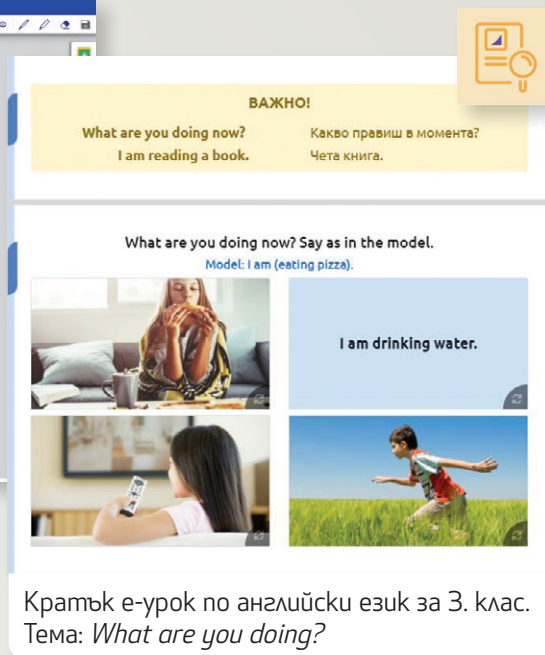 ВАЖНО!
What are you doing now? Какво правиш в момента?
I am reading a book. Чета книга.
What are you doing now? Say as in the model.
Model: I am (eating pizza).
I am drinking water.
Кратък е-урок по английски език за 3. клас.
Тема: What are you doing?